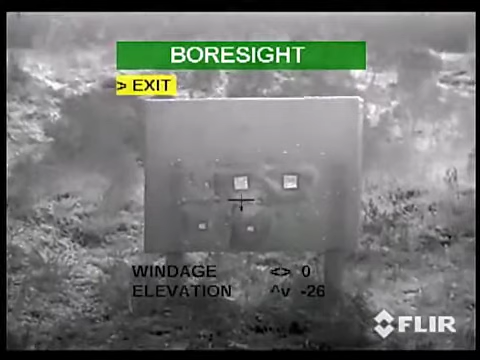 BORESIGHT
> EXIT
WINDAGE <> 0
ELEVATION ^v -26
FLIR